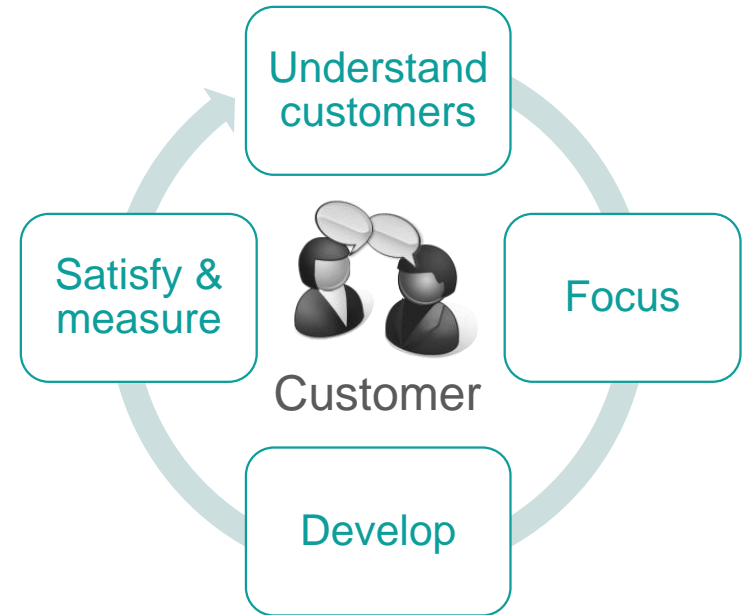 Understand
customers
Focus
Develop
Satisfy &
measure
Customer